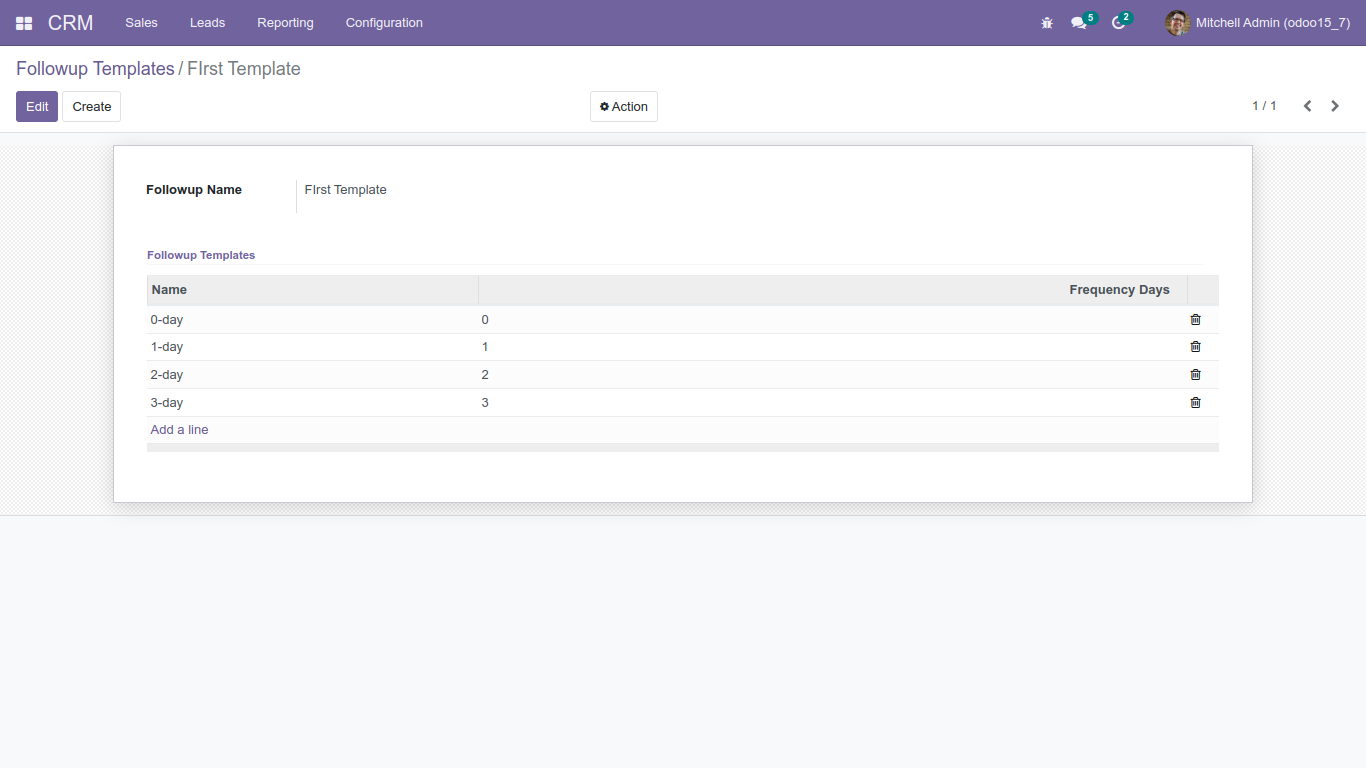 CRM Sales Leads Reporting Configuration 5 2 Mitchell Admin (odoo15_7)
Followup Templates / FIrst Template
Edit Create Action 1 / 1
Followup Name FIrst Template
Followup Templates
Name Frequency Days
0-day 0
1-day 1
2-day 2
3-day 3
Add a line